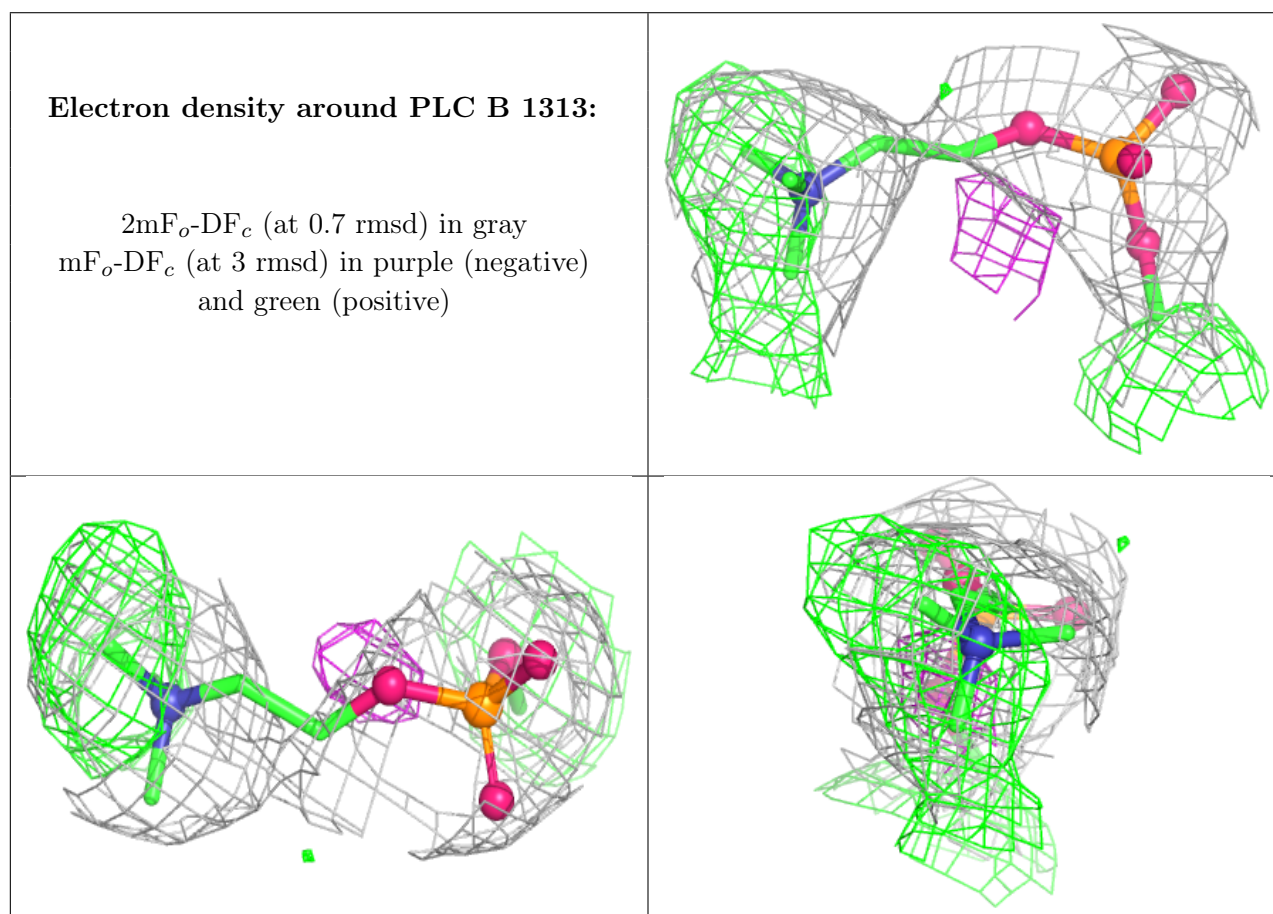 Electron density around PLC B 1313:
2mFo-DFc (at 0.7 rmsd) in gray
mFo-DFc (at 3 rmsd) in purple (negative)
and green (positive)